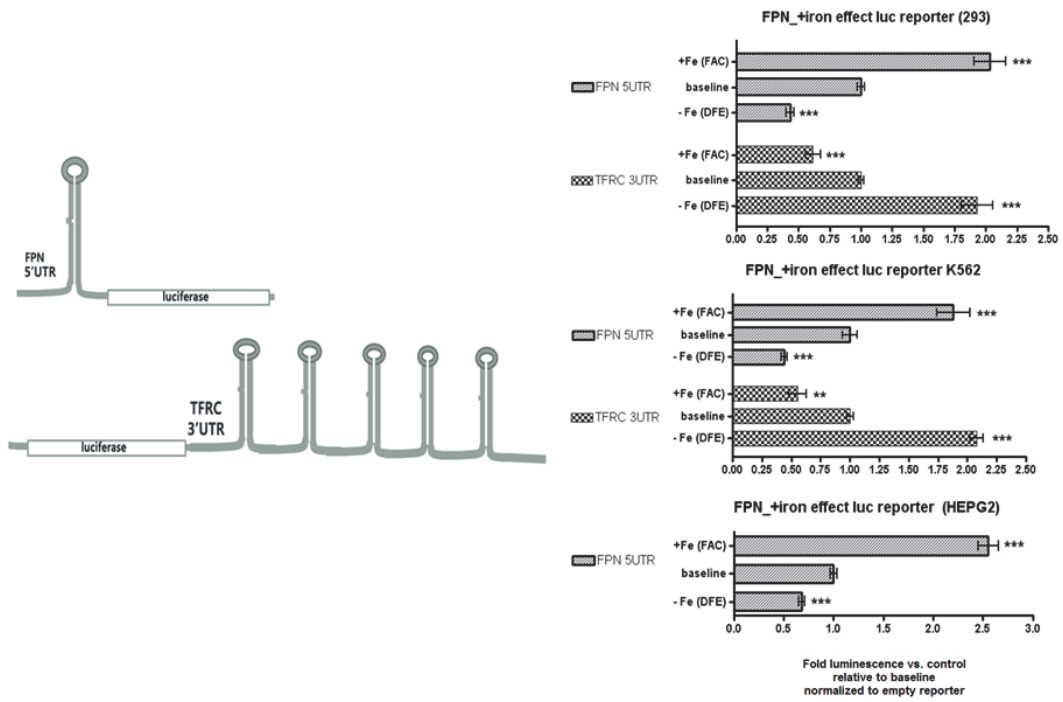 FPN
5'UTR
luciferase
TFRC
3'UTR
luciferase
FPN_+iron effect luc reporter (293)
+Fe (FAC)
***
FPN 5UTR
baseline
- Fe (DFE)
***
+Fe (FAC)
***
TFRC 3UTR
baseline
- Fe (DFE)
***
0.00 0.25 0.50 0.75 1.00 1.25 1.50 1.75 2.00 2.25 2.50
FPN_+iron effect luc reporter K562
+Fe (FAC)
***
FPN 5UTR
baseline
- Fe (DFE)
***
+Fe (FAC)
**
TFRC 3UTR
baseline
- Fe (DFE)
***
0.00 0.25 0.50 0.75 1.00 1.25 1.50 1.75 2.00 2.25 2.50
FPN_+iron effect luc reporter (HEPG2)
+Fe (FAC)
***
FPN 5UTR
baseline
- Fe (DFE)
***
0.0 0.5 1.0 1.5 2.0 2.5 3.0
Fold luminescence vs. control
relative to baseline
normalized to empty reporter